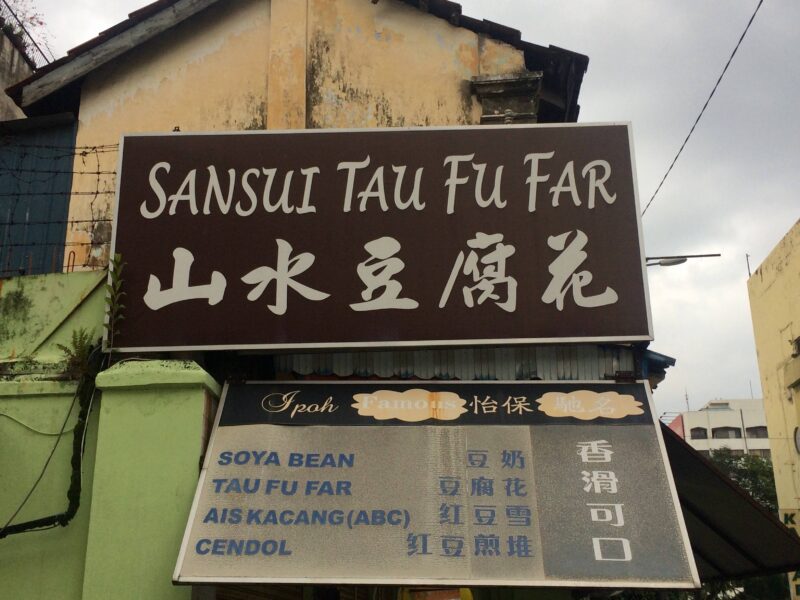 SANSUI TAU FU FAR
山水豆腐花
Ipoh Famous 怡保 馳名
SOYA BEAN 豆奶
TAU FU FAR 豆腐花
AIS KACANG (ABC) 红豆雪
CENDOL 红豆煎堆
香滑可口
K